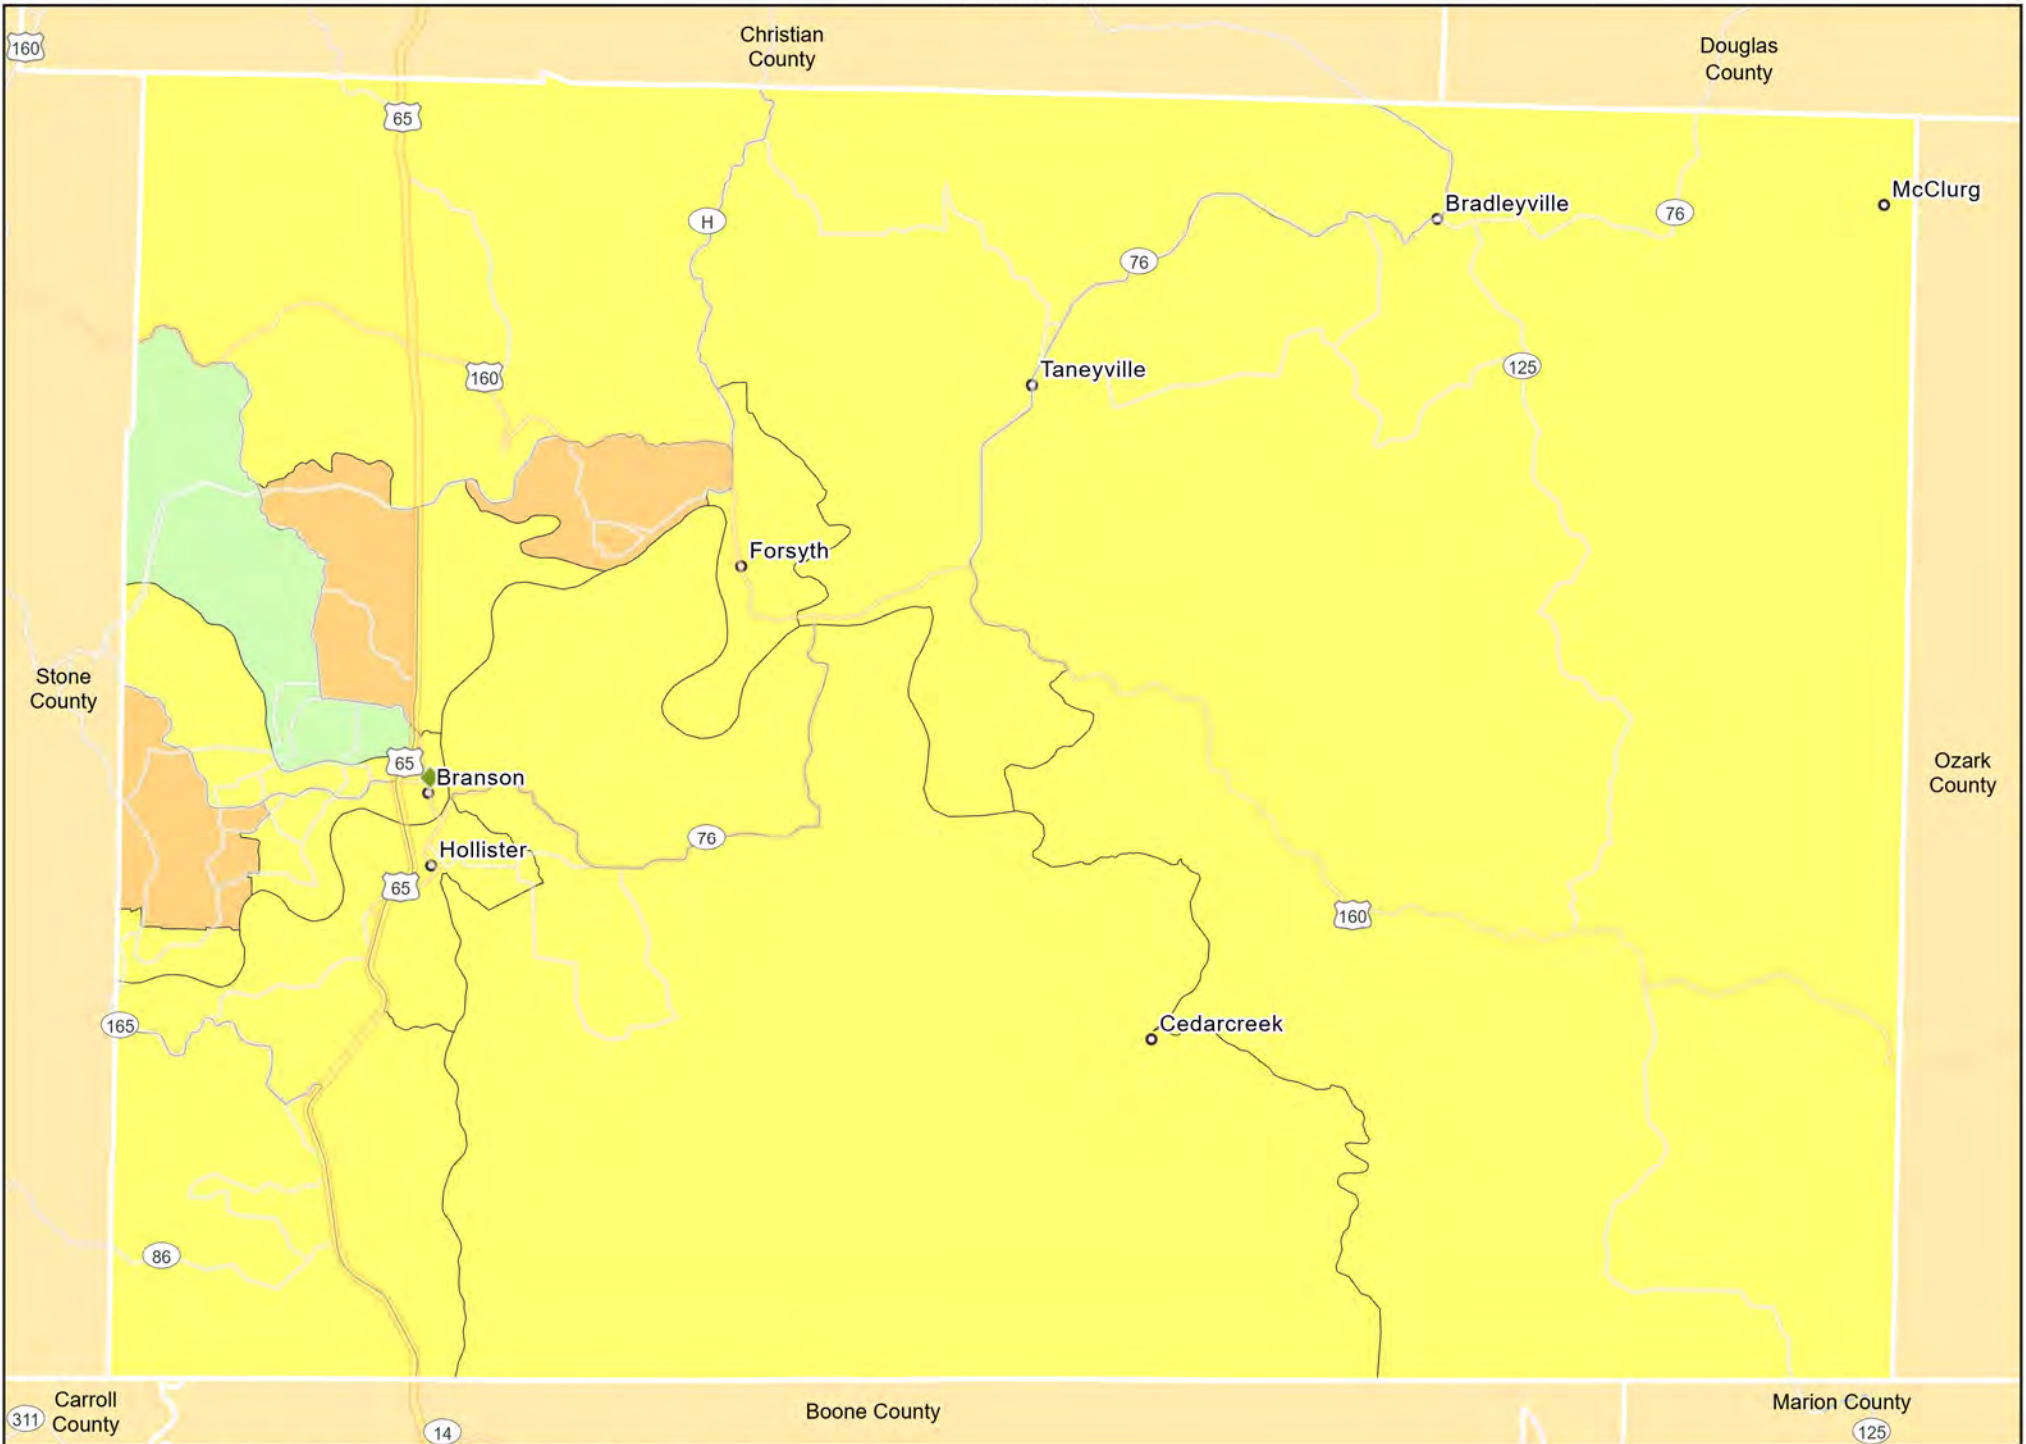 Christian
County
Douglas
County
160
65
McClurg
Bradleyville
H
76
76
Taneyville
125
160
Forsyth
Stone
County
Ozark
County
65
Branson
76
Hollister
65
160
Cedarcreek
165
86
Carroll
County
Boone County
Marion County
311
14
125